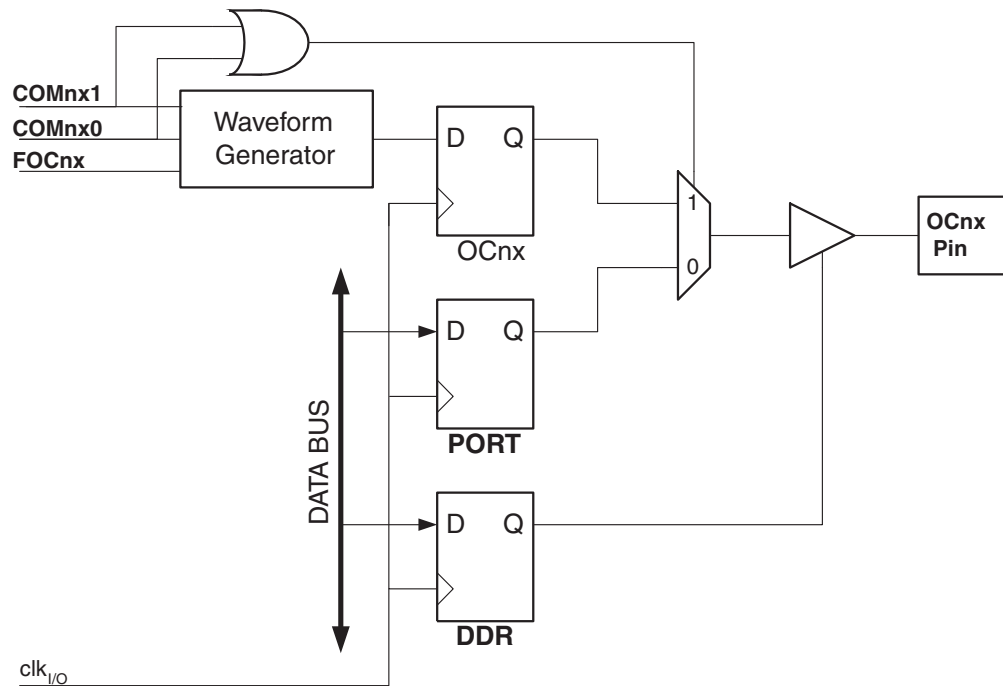 COMnx1
COMnx0
FOCnx
Waveform
Generator
D Q
OCnx
1
0
OCnx
Pin
D Q
PORT
DATA BUS
D Q
DDR
clkI/O